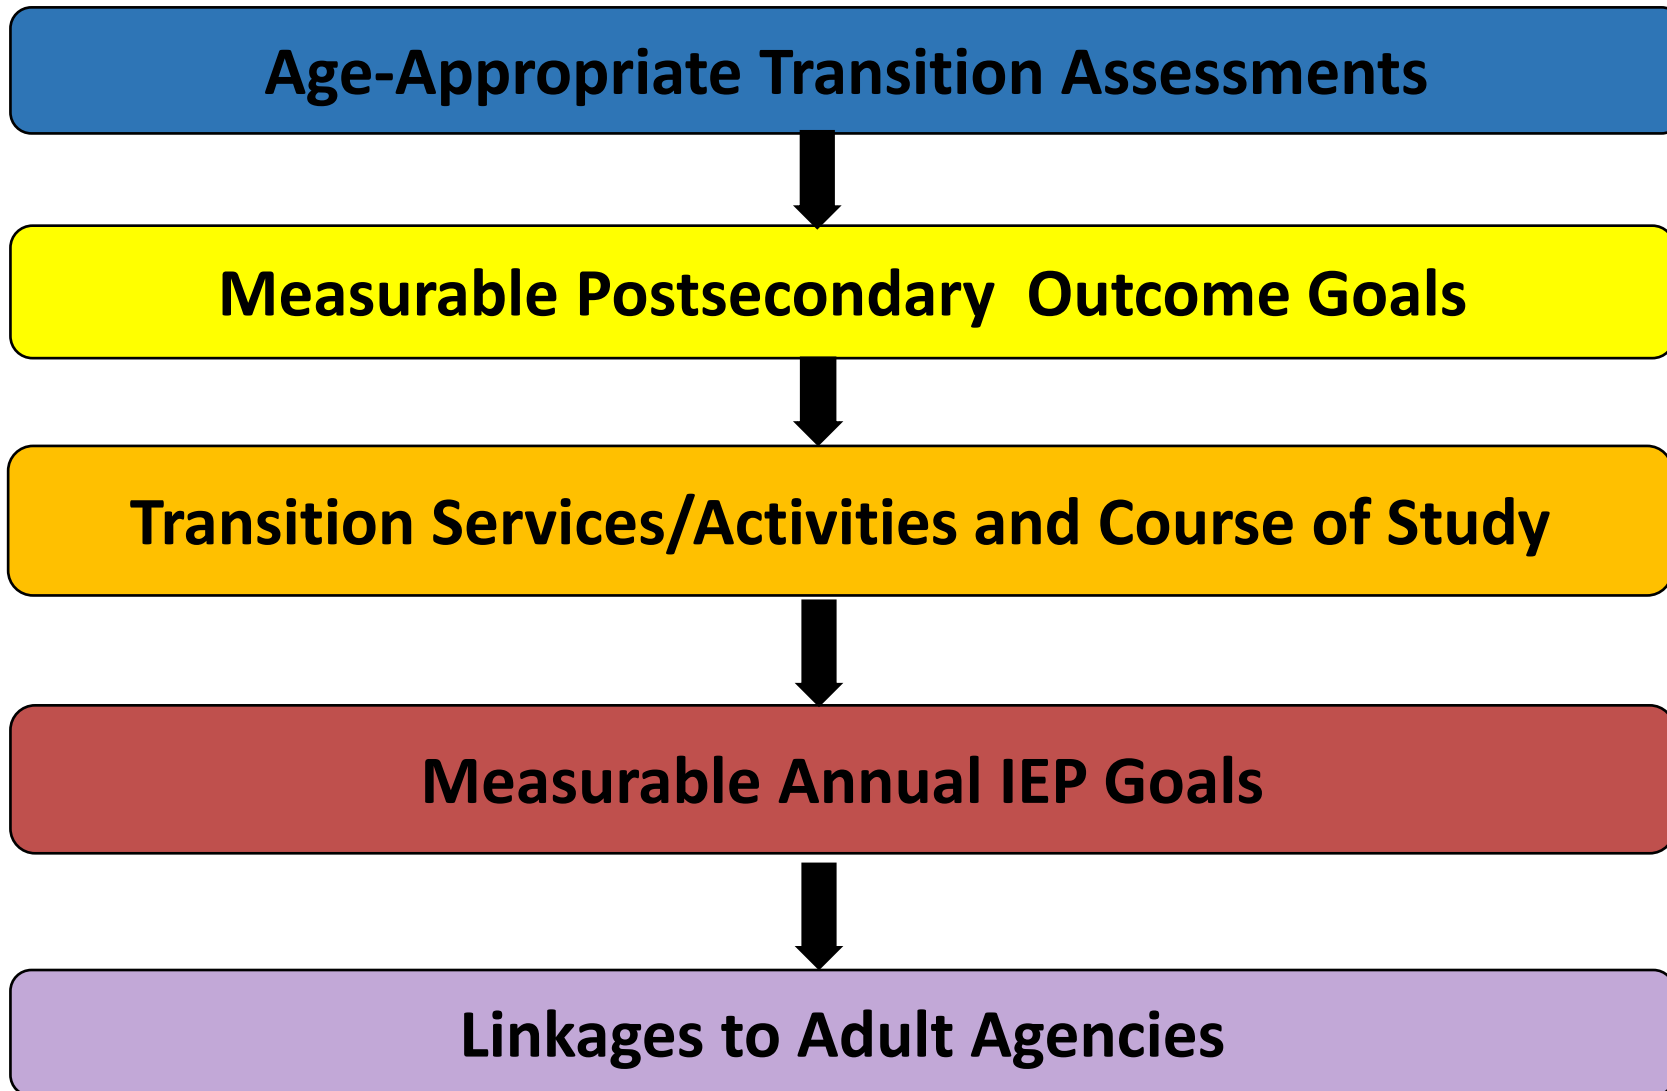 Age-Appropriate Transition Assessments
Measurable Postsecondary  Outcome Goals
Transition Services/Activities and Course of Study
Measurable Annual IEP Goals
Linkages to Adult Agencies